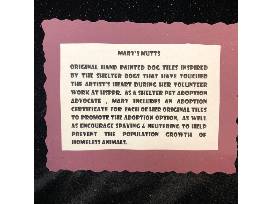 MARY'S MUTTS
ORIGINAL HAND PAINTED DOG TILES INSPIRED
BY THE SHELTER DOGS THAT HAVE TOUCHED
THE ARTIST'S HEART DURING HER VOLUNTEER
WORK AT HSPPR. AS A SHELTER PET ADOPTION
ADVOCATE , MARY INCLUDES AN ADOPTION
CERTIFICATE FOR EACH OF HER ORIGINAL TILES
TO PROMOTE THE ADOPTION OPTION, AS WELL
AS ENCOURAGE SPAYING & NEUTERING TO HELP
PREVENT THE POPULATION GROWTH OF
HOMELESS ANIMALS.